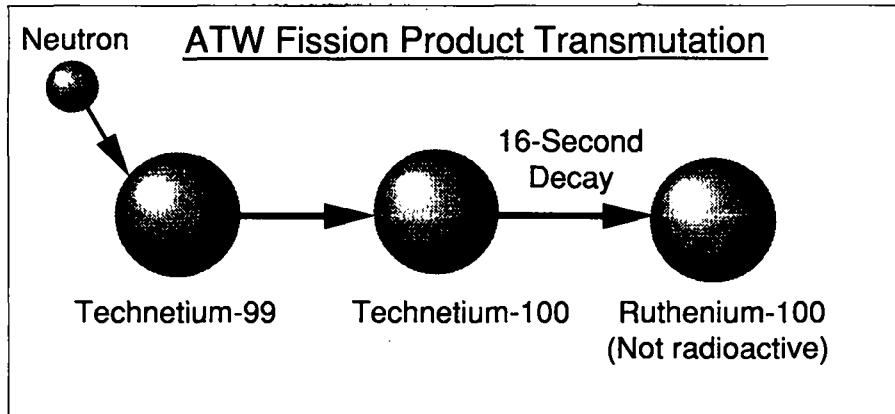 Neutron
ATW Fission Product Transmutation
16-Second
Decay
Technetium-99
Technetium-100
Ruthenium-100
(Not radioactive)